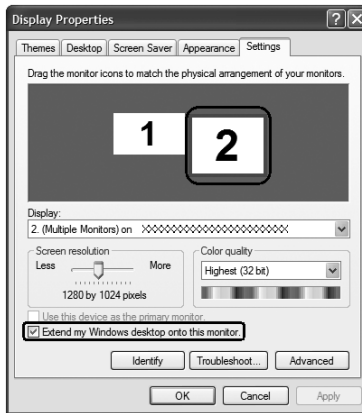 Display Properties
Themes Desktop Screen Saver Appearance Settings
Drag the monitor icons to match the physical arrangement of your monitors.
1 2
Display:
2. (Multiple Monitors) on XXXXXXXXXXXXXXXXXXXXXXX
Screen resolution
Less More
1280 by 1024 pixels
Color quality
Highest (32 bit)
Use this device as the primary monitor.
Extend my Windows desktop onto this monitor.
Identify Troubleshoot... Advanced
OK Cancel Apply